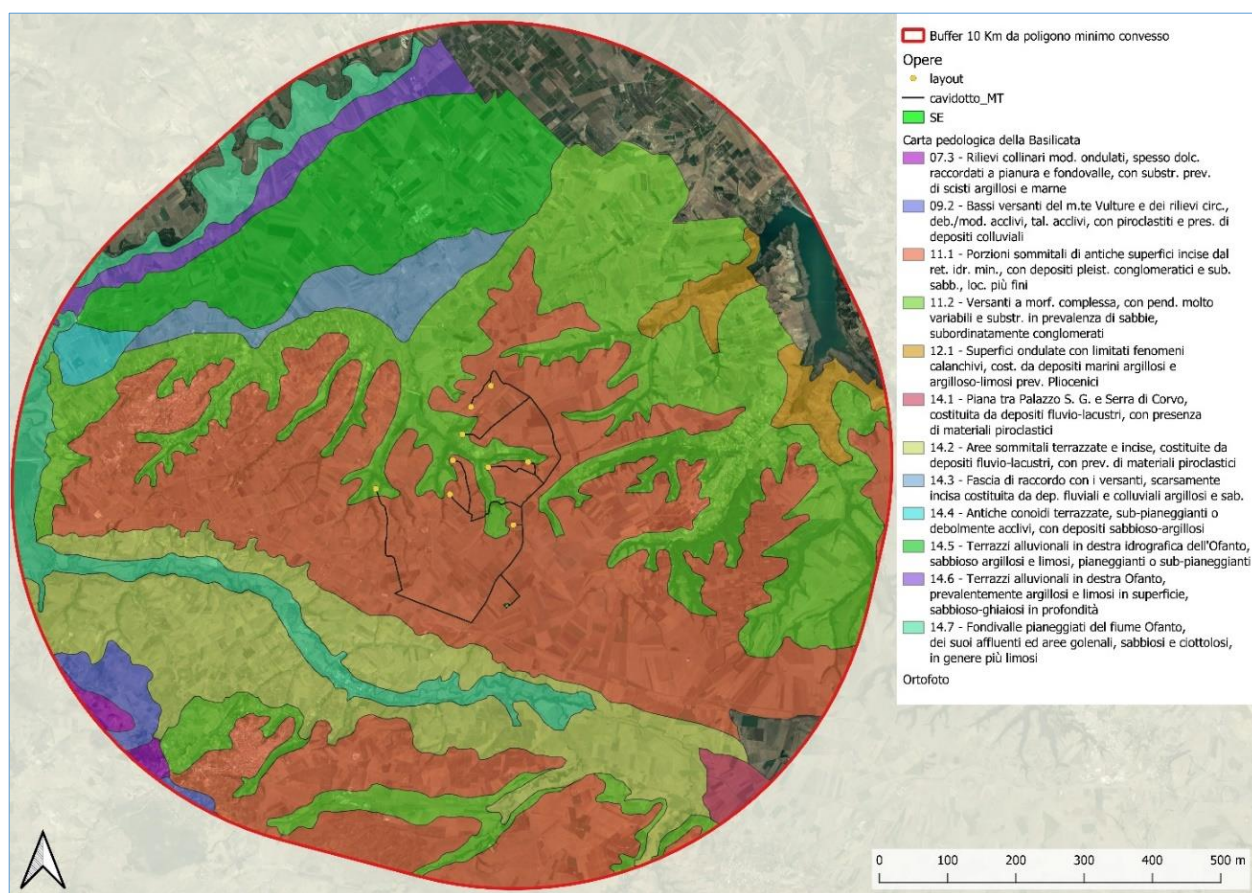 Buffer 10 Km da poligono minimo convesso
Opere
layout
cavidotto_MT
SE
Carta pedologica della Basilicata
07.3 - Rilievi collinari mod. ondulati, spesso dolc.
raccordati a pianura e fondovalle, con substr. prev.
di scisti argillosi e marne
09.2 - Bassi versanti del m.te Vulture e dei rilievi circ.,
deb./mod. acclivi, tal. acclivi, con piroclastiti e pres. di
depositi colluviali
11.1 - Porzioni sommitali di antiche superfici incise dal
ret. idr. min., con depositi pleist. conglomeratici e sub.
sabb., loc. più fini
11.2 - Versanti a morf. complessa, con pend. molto
variabili e substr. in prevalenza di sabbie,
subordinatamente conglomerati
12.1 - Superfici ondulate con limitati fenomeni
calanchivi, cost. da depositi marini argillosi e
argilloso-limosi prev. Pliocenici
14.1 - Piana tra Palazzo S. G. e Serra di Corvo,
costituita da depositi fluvio-lacustri, con presenza
di materiali piroclastici
14.2 - Aree sommitali terrazzate e incise, costituite da
depositi fluvio-lacustri, con prev. di materiali piroclastici
14.3 - Fascia di raccordo con i versanti, scarsamente
incisa costituita da dep. fluviali e colluviali argillosi e sab.
14.4 - Antiche conoidi terrazzate, sub-pianeggianti o
debolmente acclivi, con depositi sabbioso-argillosi
14.5 - Terrazzi alluvionali in destra idrografica dell'Ofanto,
sabbioso argillosi e limosi, pianeggianti o sub-pianeggianti
14.6 - Terrazzi alluvionali in destra Ofanto,
prevalentemente argillosi e limosi in superficie,
sabbioso-ghiaiosi in profondità
14.7 - Fondivalle pianeggiati del fiume Ofanto,
dei suoi affluenti ed aree golenali, sabbiosi e ciottolosi,
in genere più limosi
Ortofoto
0 100 200 300 400 500 m